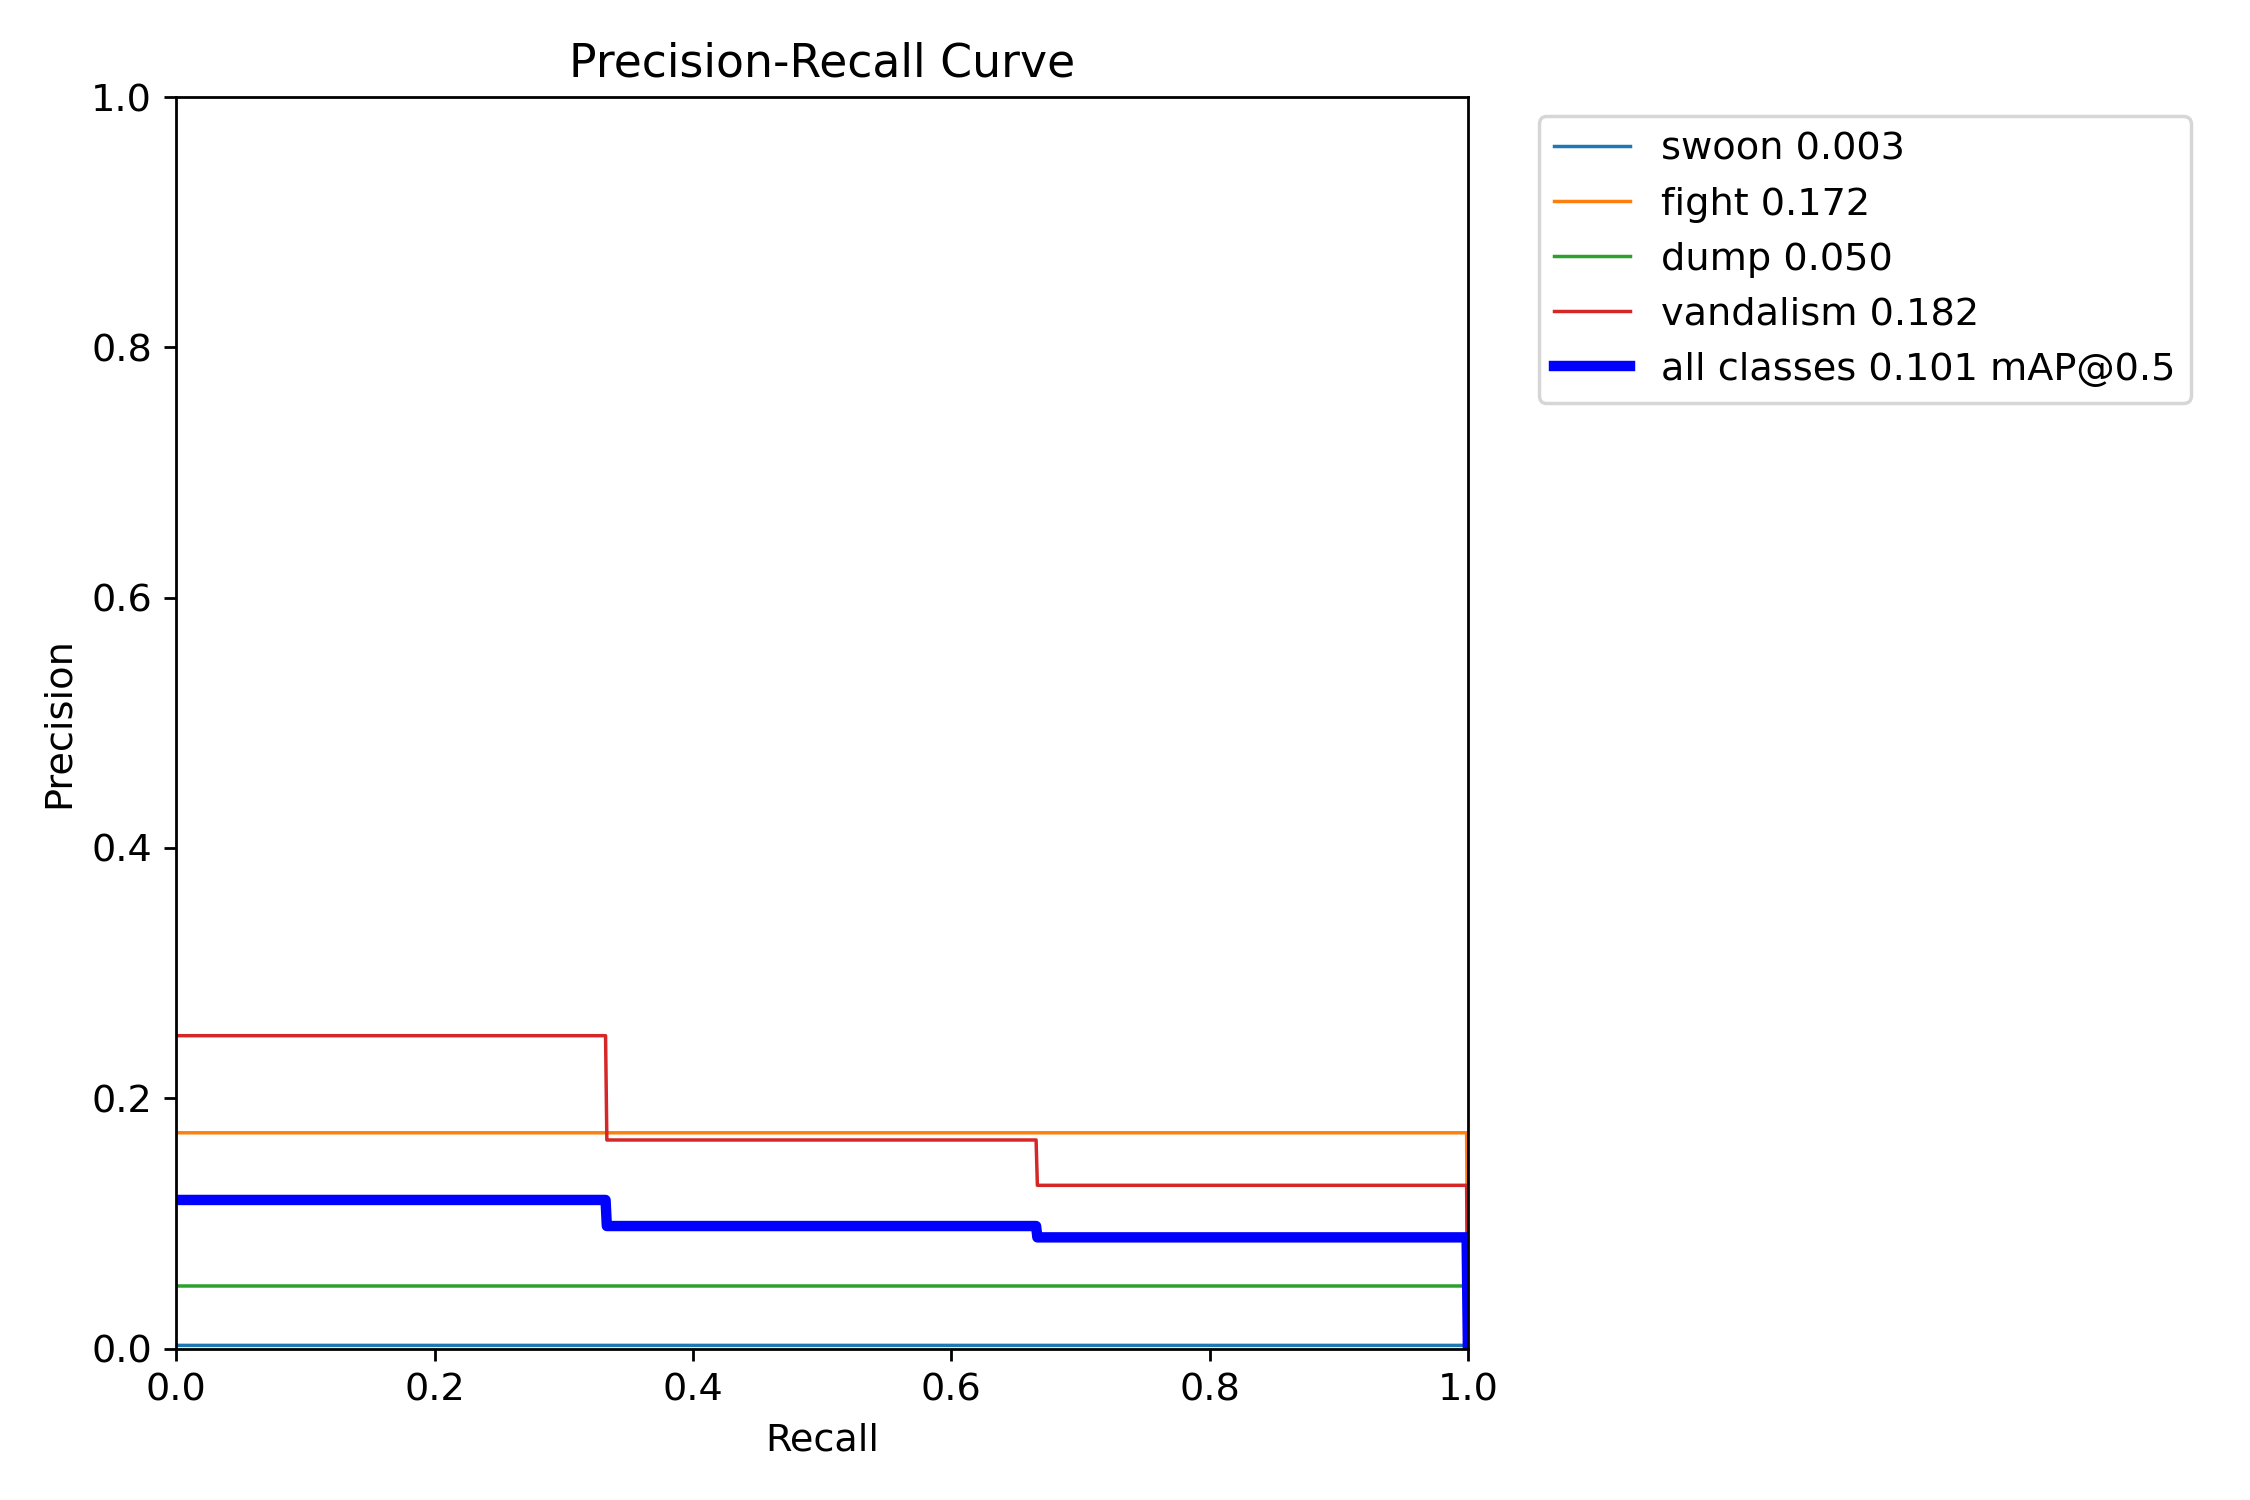 Precision-Recall Curve
1.0
0.8
0.6
0.4
0.2
0.0
Precision
0.0 0.2 0.4 0.6 0.8 1.0
Recall
swoon 0.003
fight 0.172
dump 0.050
vandalism 0.182
all classes 0.101 mAP@0.5